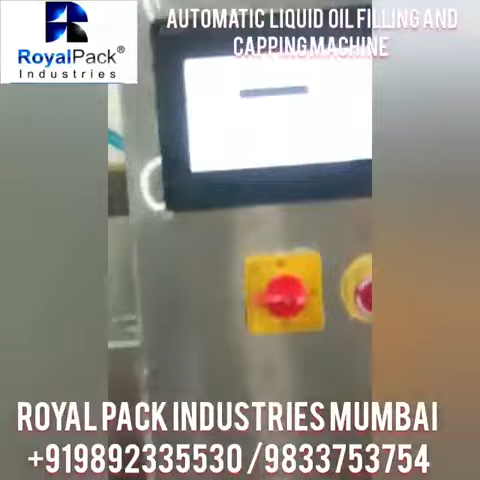 RoyalPack®
Industries
AUTOMATIC LIQUID OIL FILLING AND
CAPPING MACHINE
ROYAL PACK INDUSTRIES MUMBAI
+919892335530 /9833753754